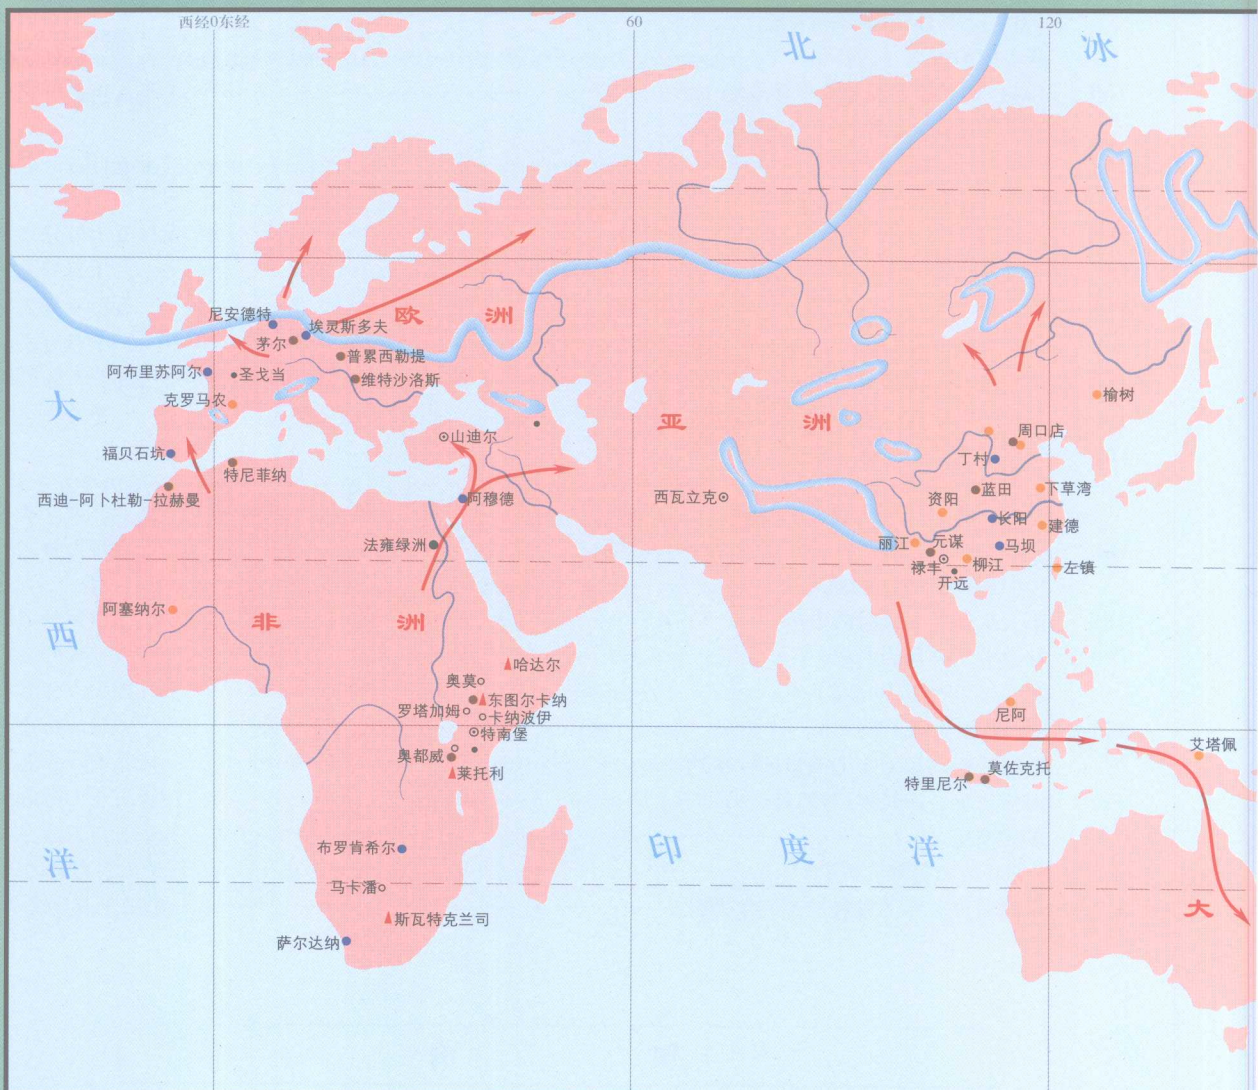 西经0东经
60
120
北
冰
尼安德特
埃灵斯多夫
欧
洲
茅尔
普累西勒提
阿布里苏阿尔
圣戈当
维特沙洛斯
大
克罗马农
榆树
亚
洲
山迪尔
周口店
福贝石坑
丁村
特尼菲纳
西迪-阿卜杜勒-拉赫曼
阿穆德
西瓦立克
蓝田
下草湾
资阳
长阳
建德
法雍绿洲
丽江
元谋
马坝
禄丰
柳江
左镇
开远
阿塞纳尔
非
洲
西
哈达尔
奥莫
东图尔卡纳
罗塔加姆
卡纳波伊
尼阿
特南堡
艾塔佩
奥都威
莱托利
莫佐克托
特里尼尔
布罗肯希尔
印
度
洋
洋
马卡潘
斯瓦特克兰司
大
萨尔达纳